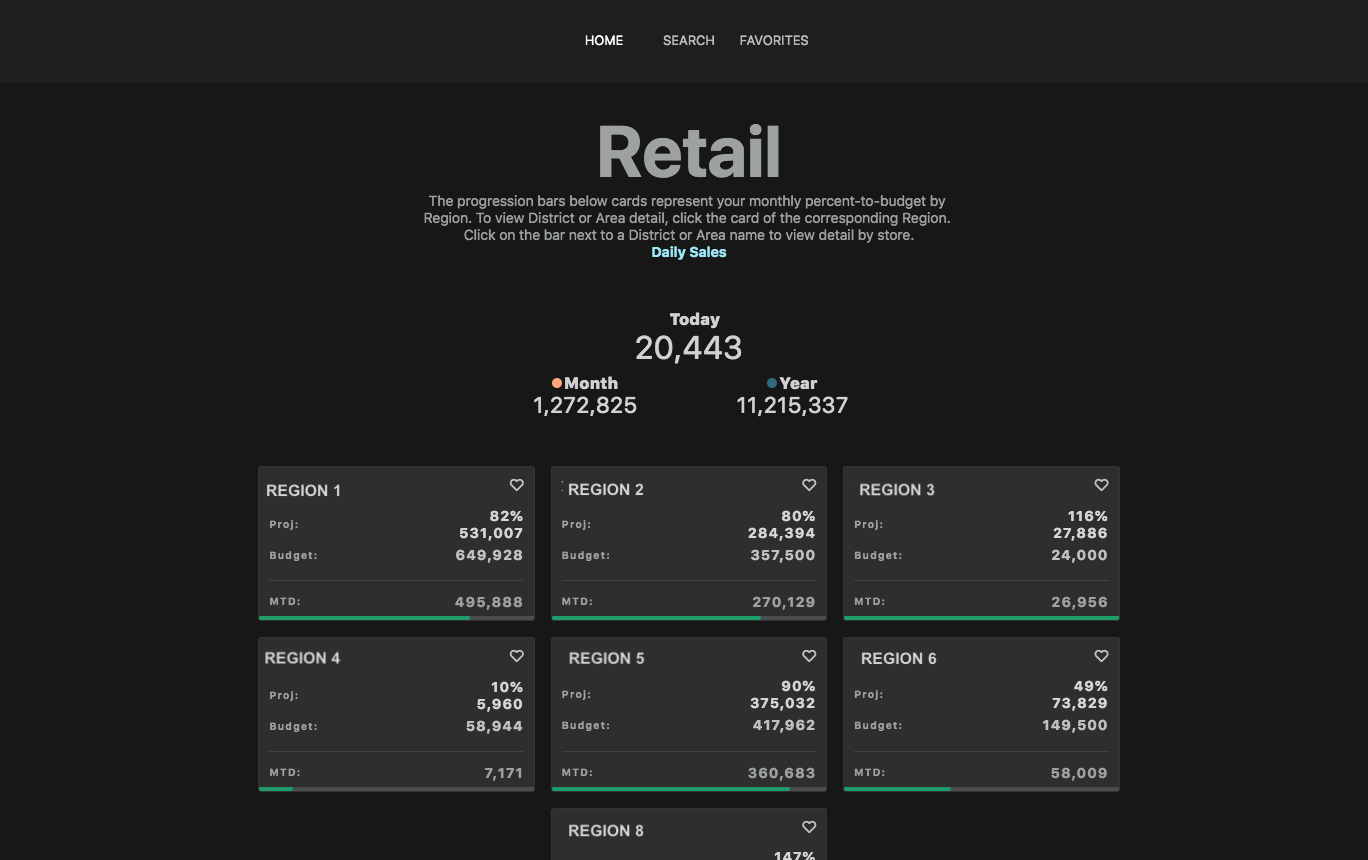 HOME SEARCH FAVORITES
Retail
The progression bars below cards represent your monthly percent-to-budget by
Region. To view District or Area detail, click the card of the corresponding Region.
Click on the bar next to a District or Area name to view detail by store.
Daily Sales
Today
20,443
Month
1,272,825
Year
11,215,337
REGION 1
82%
Proj: 531,007
Budget: 649,928
MTD: 495,888
REGION 2
80%
Proj: 284,394
Budget: 357,500
MTD: 270,129
REGION 3
116%
Proj: 27,886
Budget: 24,000
MTD: 26,956
REGION 4
10%
Proj: 5,960
Budget: 58,944
MTD: 7,171
REGION 5
90%
Proj: 375,032
Budget: 417,962
MTD: 360,683
REGION 6
49%
Proj: 73,829
Budget: 149,500
MTD: 58,009
REGION 8
147%